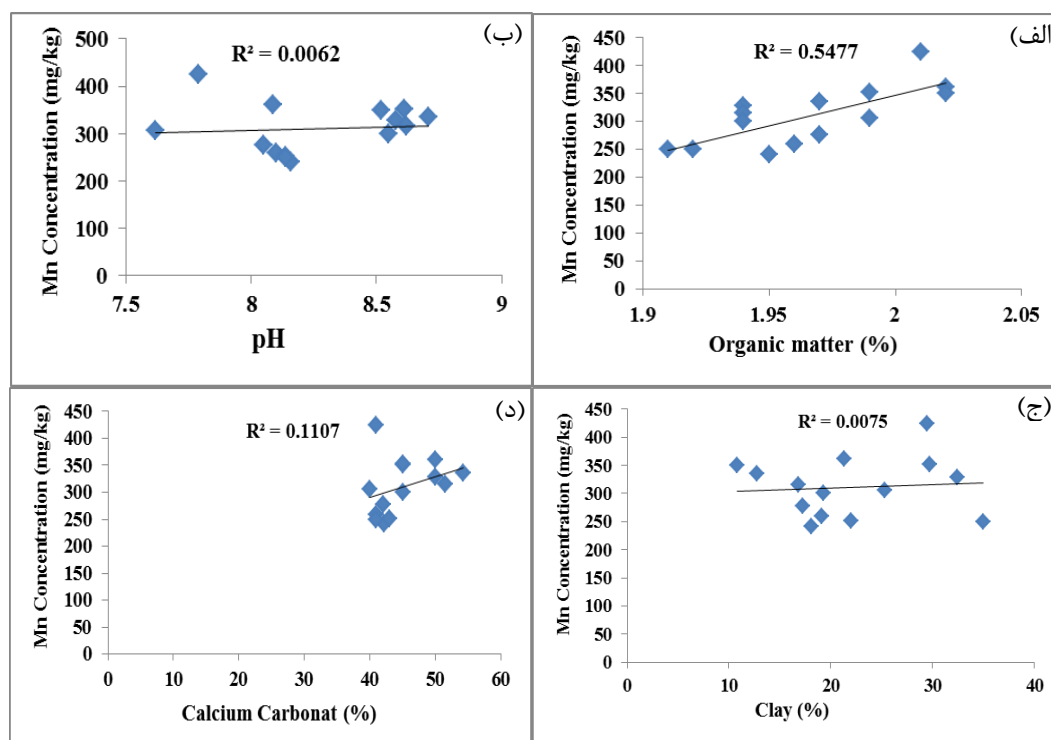 (الف
R² = 0.5477
Mn Concentration (mg/kg)
450
400
350
300
250
200
150
100
50
0
1.9 1.95 2 2.05
Organic matter (%)
(ب)
R² = 0.0062
Mn Concentration (mg/kg)
500
400
300
200
100
0
7.5 8 8.5 9
pH
(ج)
R² = 0.0075
Mn Concentration (mg/kg)
450
400
350
300
250
200
150
100
50
0
0 10 20 30 40
Clay (%)
(د)
R² = 0.1107
Mn Concentration (mg/kg)
450
400
350
300
250
200
150
100
50
0
0 10 20 30 40 50 60
Calcium Carbonat (%)